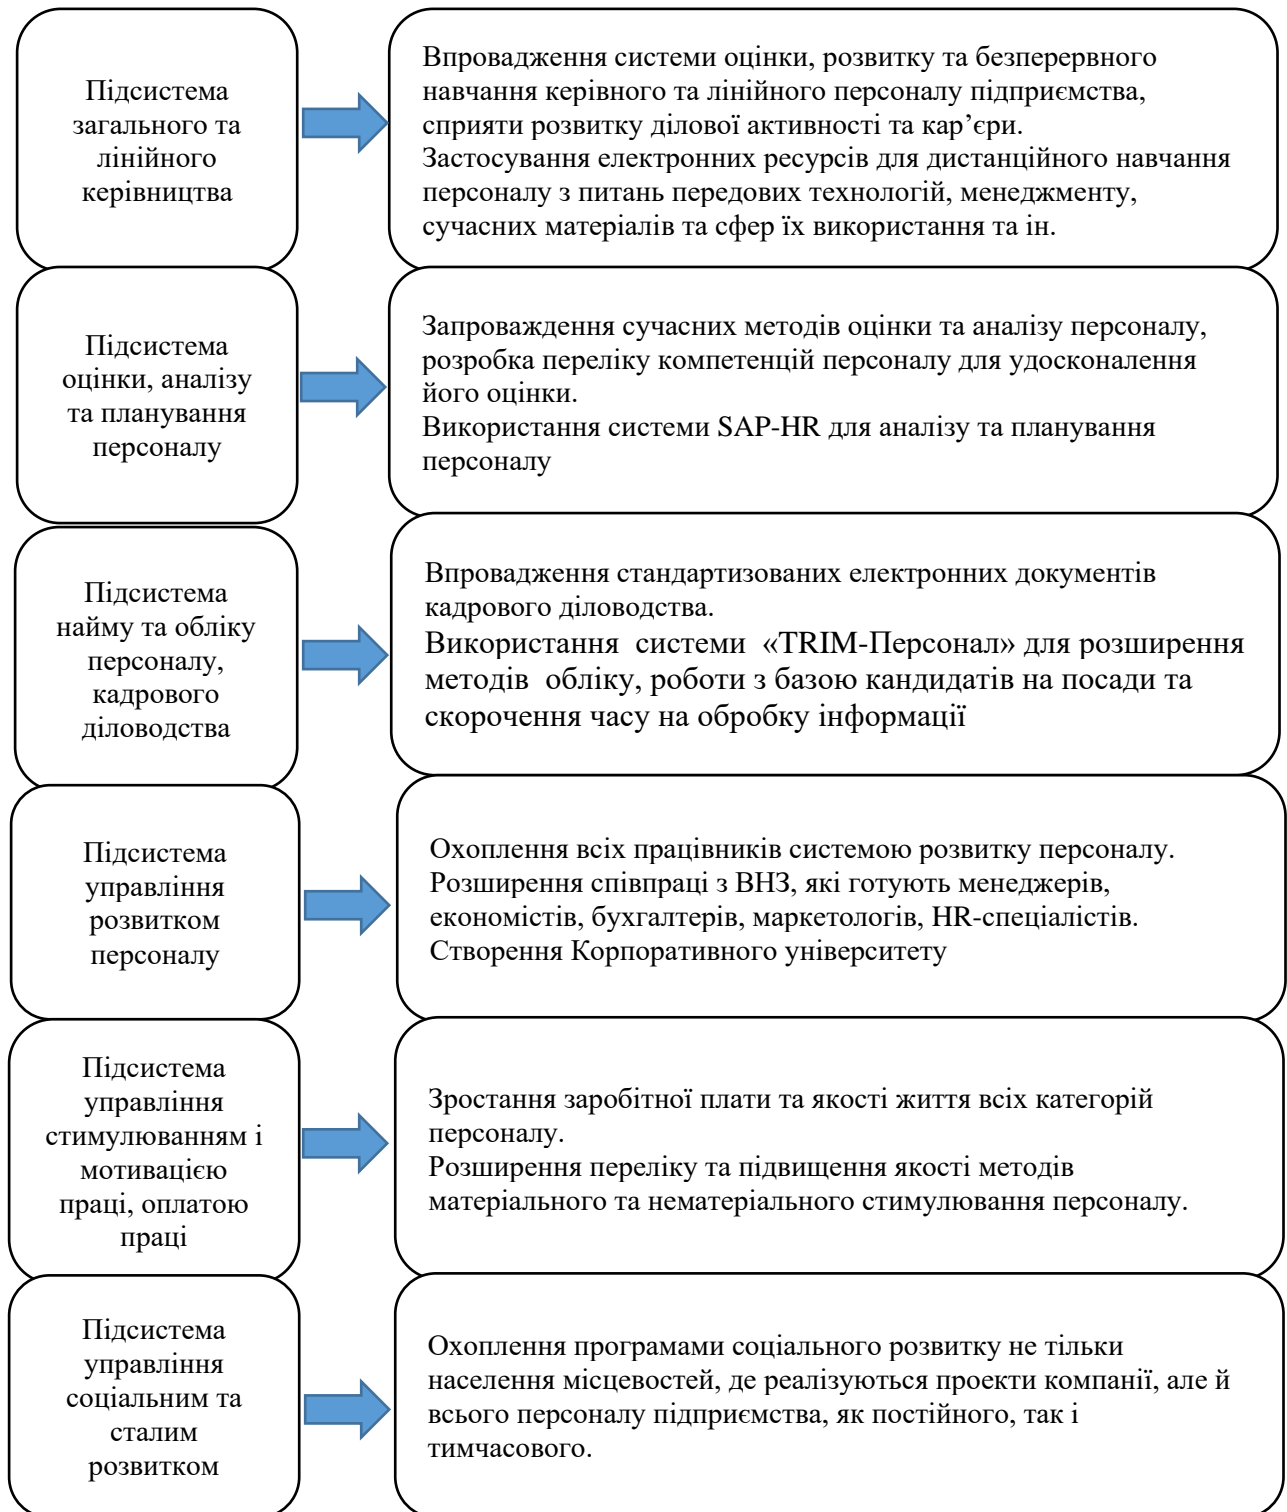 Підсистема
загального та
лінійного
керівництва
Впровадження системи оцінки, розвитку та безперервного
навчання керівного та лінійного персоналу підприємства,
сприяти розвитку ділової активності та кар’єри.
Застосування електронних ресурсів для дистанційного навчання
персоналу з питань передових технологій, менеджменту,
сучасних матеріалів та сфер їх використання та ін.
Підсистема
оцінки, аналізу
та планування
персоналу
Запроваждення сучасних методів оцінки та аналізу персоналу,
розробка переліку компетенцій персоналу для удосконалення
його оцінки.
Використання системи SAP-HR для аналізу та планування
персоналу
Підсистема
найму та обліку
персоналу,
кадрового
діловодства
Впровадження стандартизованих електронних документів
кадрового діловодства.
Використання системи «TRIM-Персонал» для розширення
методів обліку, роботи з базою кандидатів на посади та
скорочення часу на обробку інформації
Підсистема
управління
розвитком
персоналу
Охоплення всіх працівників системою розвитку персоналу.
Розширення співпраці з ВНЗ, які готують менеджерів,
економістів, бухгалтерів, маркетологів, HR-спеціалістів.
Створення Корпоративного університету
Підсистема
управління
стимулюванням і
мотивацією
праці, оплатою
праці
Зростання заробітної плати та якості життя всіх категорій
персоналу.
Розширення переліку та підвищення якості методів
матеріального та нематеріального стимулювання персоналу.
Підсистема
управління
соціальним та
сталим
розвитком
Охоплення програмами соціального розвитку не тільки
населення місцевостей, де реалізуються проекти компанії, але й
всього персоналу підприємства, як постійного, так і
тимчасового.